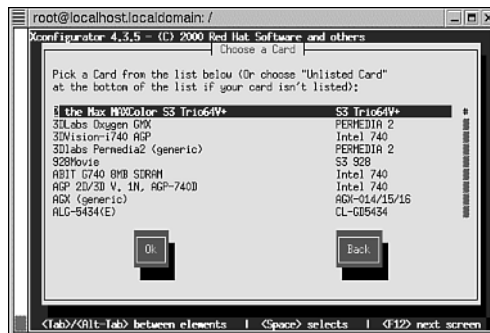 root@localhost.localdomain: /
Xconfigurator 4.3.5 - (C) 2000 Red Hat Software and others
Choose a Card
Pick a Card from the list below (Or choose "Unlisted Card"
at the bottom of the list if your card isn't listed):
2 the Max MAXColor S3 Trio64V+ S3 Trio64V+
3DLabs Oxygen GMX PERMEDIA 2
3DVision-i740 AGP Intel 740
3Dlabs Permedia2 (generic) PERMEDIA 2
928Movie S3 928
ABIT G740 8MB SDRAM Intel 740
AGP 2D/3D V. 1N, AGP-740D Intel 740
AGX (generic) AGX-014/15/16
ALG-5434(E) CL-GD5434
Ok Back
<Tab>/<Alt-Tab> between elements | <Space> selects | <F12> next screen